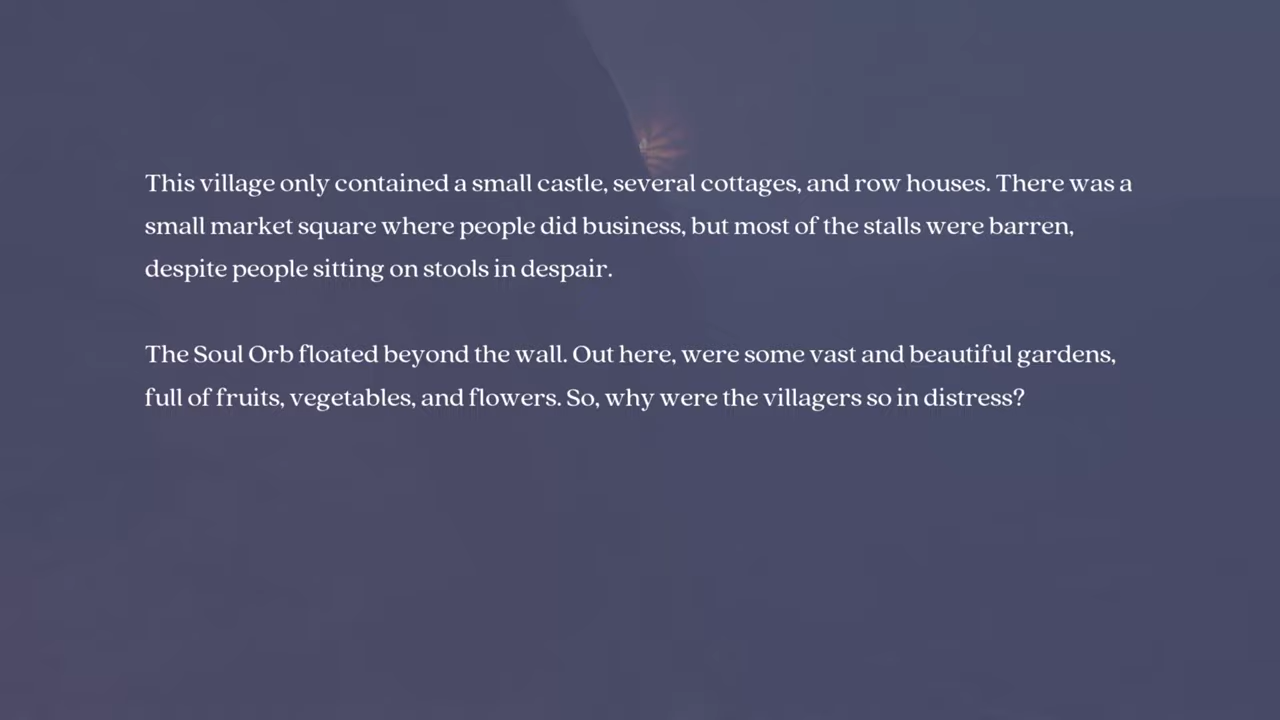 This village only contained a small castle, several cottages, and row houses. There was a
small market square where people did business, but most of the stalls were barren,
despite people sitting on stools in despair.
The Soul Orb floated beyond the wall. Out here, were some vast and beautiful gardens,
full of fruits, vegetables, and flowers. So, why were the villagers so in distress?